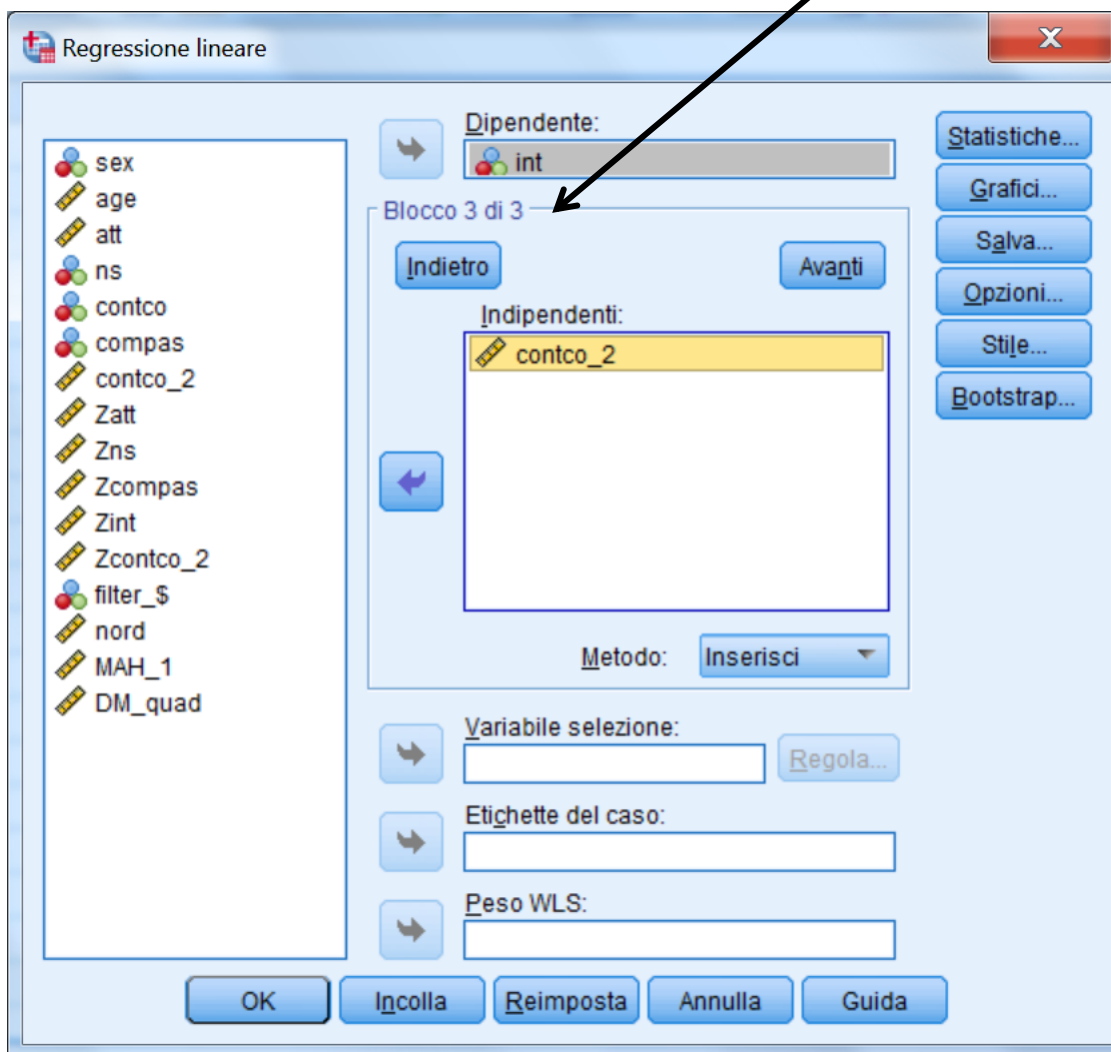 Regressione lineare
sex
age
att
ns
contco
compas
contco_2
Zatt
Zns
Zcompas
Zint
Zcontco_2
filter_$
nord
MAH_1
DM_quad
Dipendente:
int
Blocco 3 di 3
Indietro
Avanti
Indipendenti:
contco_2
Metodo:
Inserisci
Variabile selezione:
Regola...
Etichette del caso:
Peso WLS:
Statistiche...
Grafici...
Salva...
Opzioni...
Stile...
Bootstrap...
OK
Incolla
Reimposta
Annulla
Guida